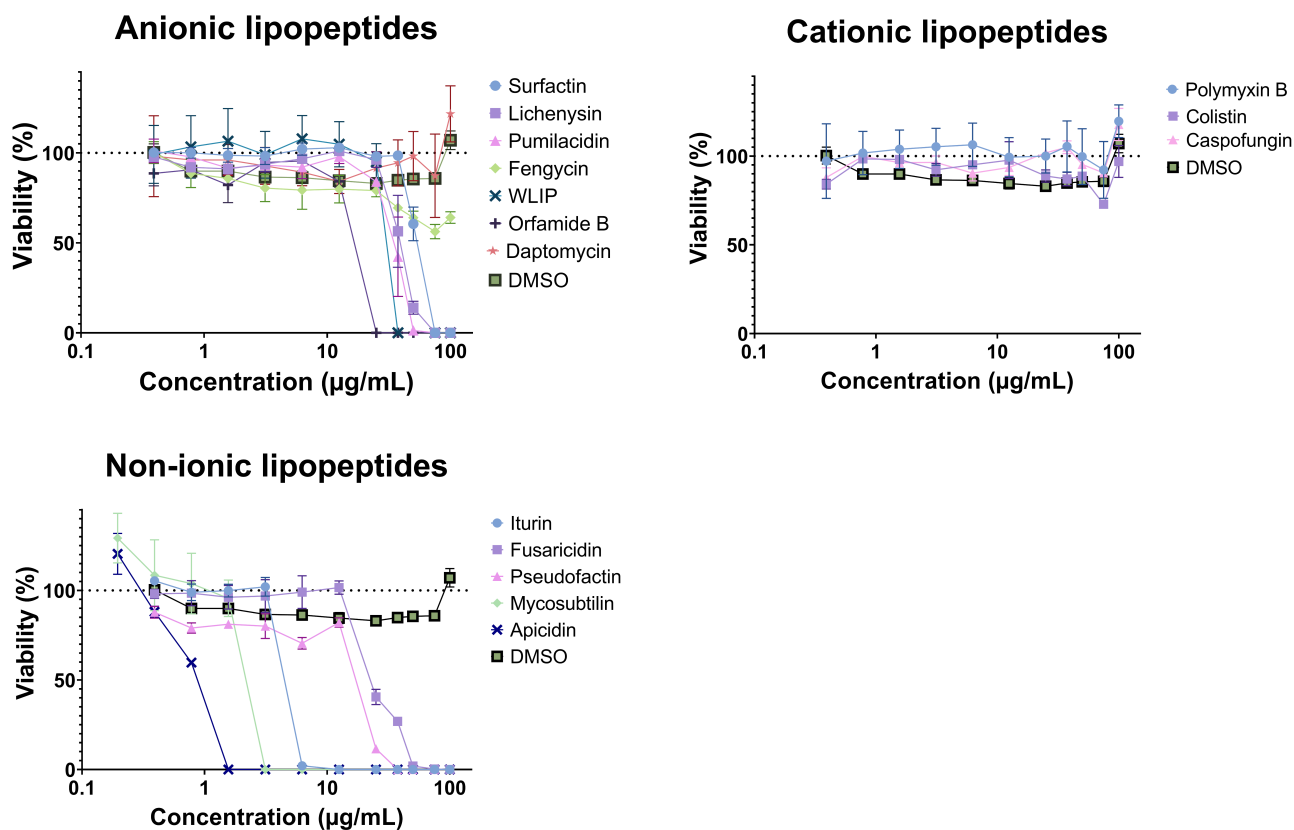 Anionic lipopeptides
Viability (%)
100
50
0
0.1
1
10
100
Concentration (µg/mL)
Surfactin
Lichenysin
Pumilacidin
Fengycin
WLIP
Orfamide B
Daptomycin
DMSO
Cationic lipopeptides
Viability (%)
100
50
0
0.1
1
10
100
Concentration (µg/mL)
Polymyxin B
Colistin
Caspofungin
DMSO
Non-ionic lipopeptides
Viability (%)
100
50
0
0.1
1
10
100
Concentration (µg/mL)
Iturin
Fusaricidin
Pseudofactin
Mycosubtilin
Apicidin
DMSO